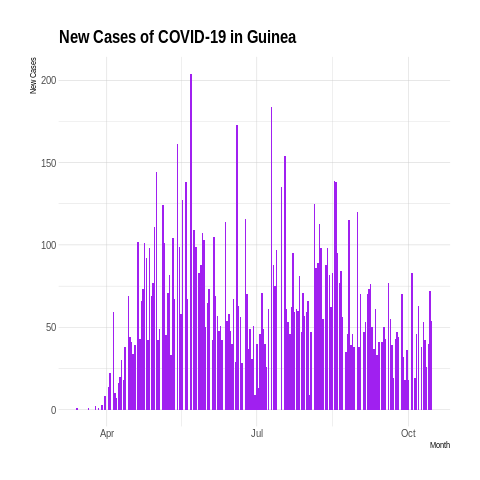 New Cases of COVID-19 in Guinea
New Cases
200
150
100
50
0
Apr
Jul
Oct
Month